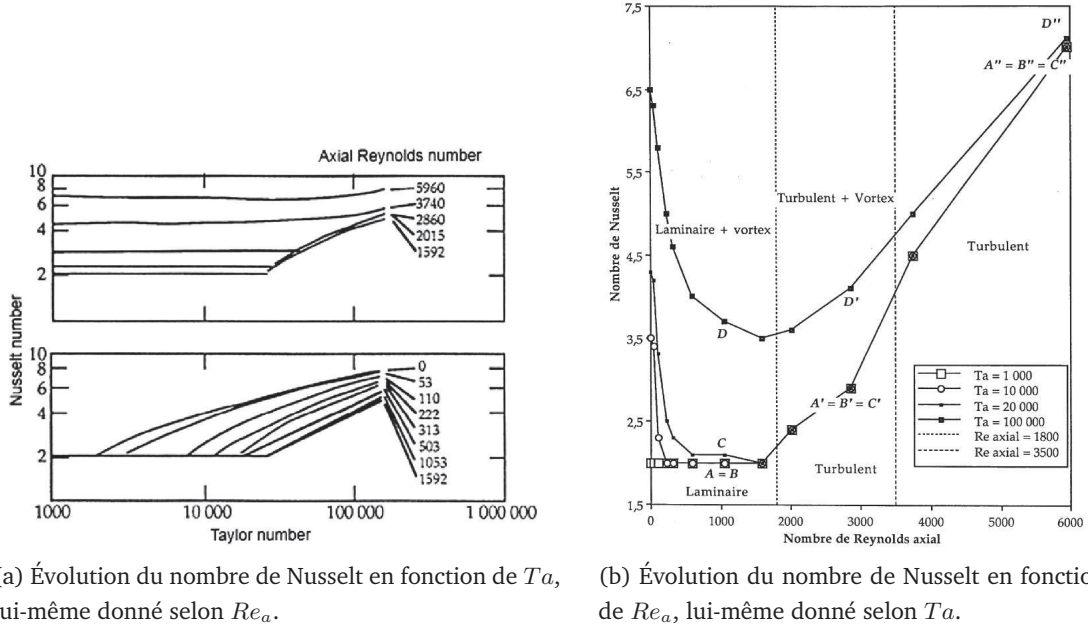 Axial Reynolds number
10
8
6
4
2
5960
3740
2860
2015
1592
10
8
6
4
2
0
53
110
222
313
503
1053
1592
Nusselt number
1000
10 000
100 000
1 000 000
Taylor number
7,5
6,5
5,5
4,5
3,5
2,5
1,5
Nombre de Nusselt
D''
A'' = B'' = C''
Turbulent + Vortex
Laminaire + vortex
Turbulent
D'
D
A' = B' = C'
C
A = B
Turbulent
Laminaire
Ta = 1 000
Ta = 10 000
Ta = 20 000
Ta = 100 000
Re axial = 1800
Re axial = 3500
0
1000
2000
3000
4000
5000
6000
Nombre de Reynolds axial
(a) Évolution du nombre de Nusselt en fonction de Ta,
lui-même donné selon Re_a.
(b) Évolution du nombre de Nusselt en fonctio
de Re_a, lui-même donné selon Ta.